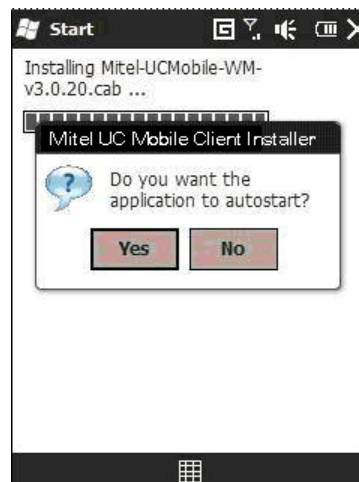 Start
Installing Mitel-UCMobile-WM-
v3.0.20.cab ...
Mitel UC Mobile Client Installer
Do you want the
application to autostart?
Yes No